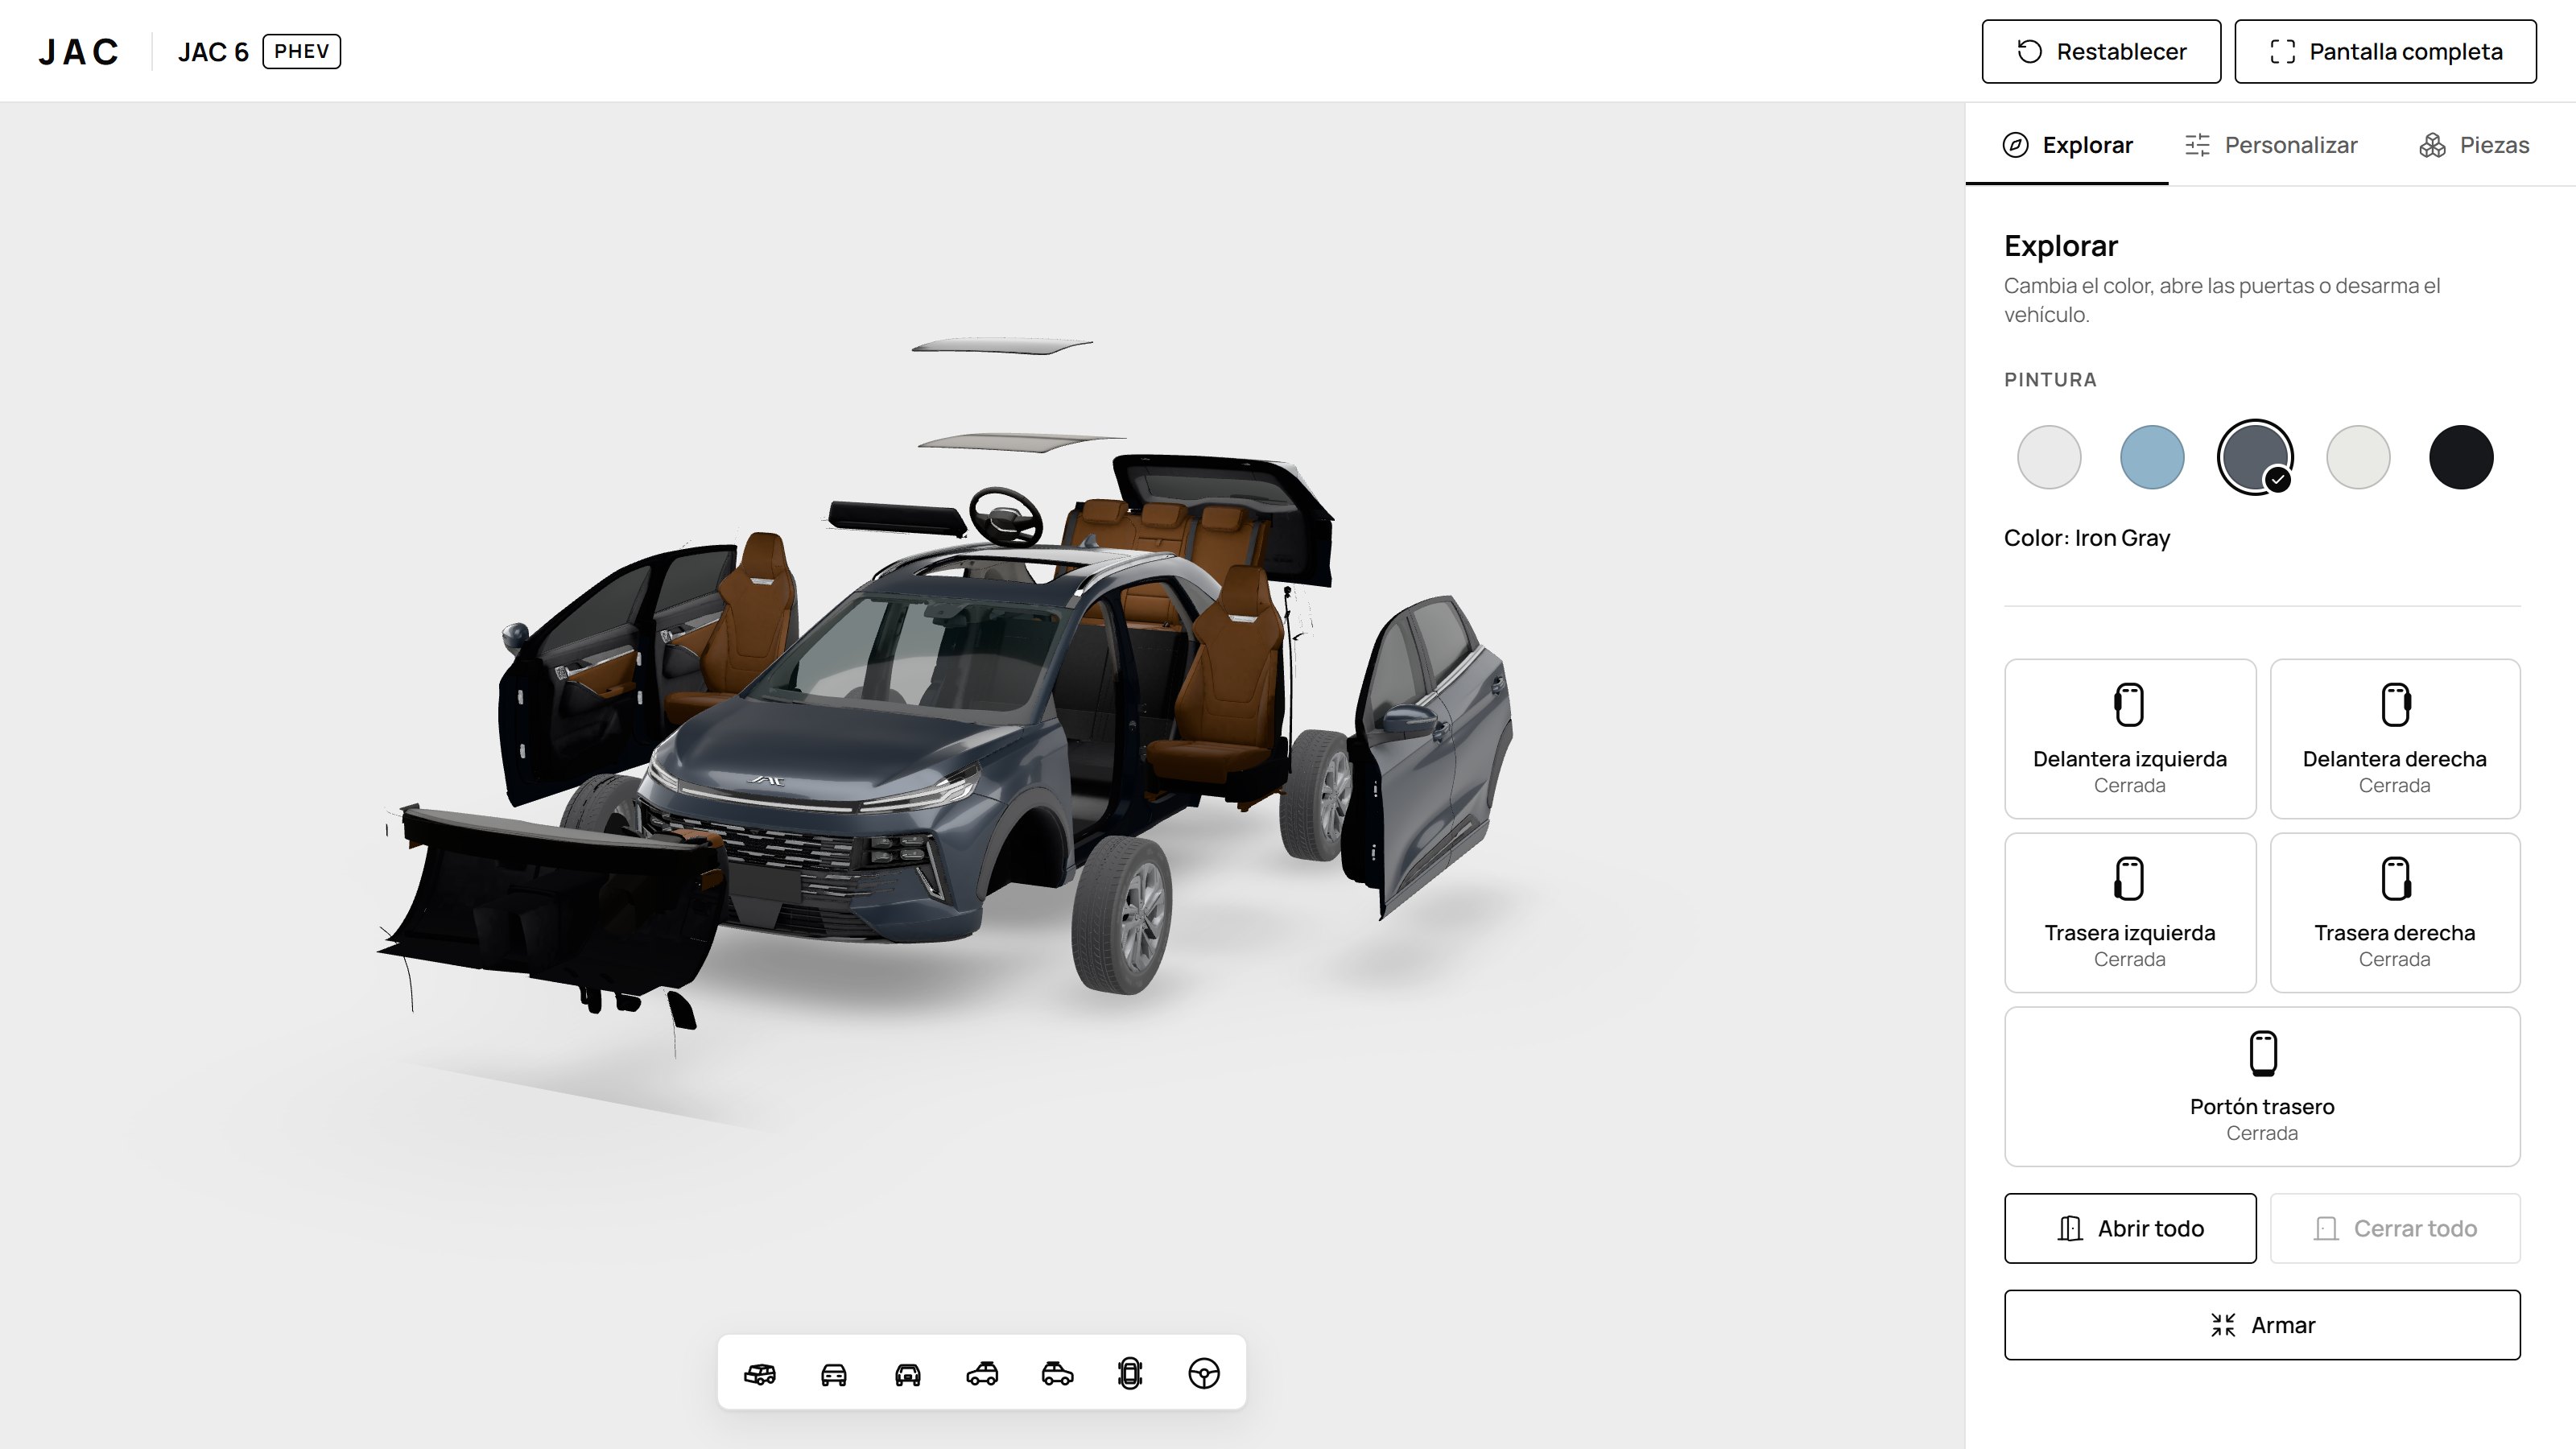 JAC
JAC 6 PHEV
Restablecer
Pantalla completa
Explorar
Personalizar
Piezas
Explorar
Cambia el color, abre las puertas o desarma el
vehículo.
PINTURA
Color: Iron Gray
Delantera izquierda
Cerrada
Delantera derecha
Cerrada
Trasera izquierda
Cerrada
Trasera derecha
Cerrada
Portón trasero
Cerrada
Abrir todo
Cerrar todo
Armar
JAC